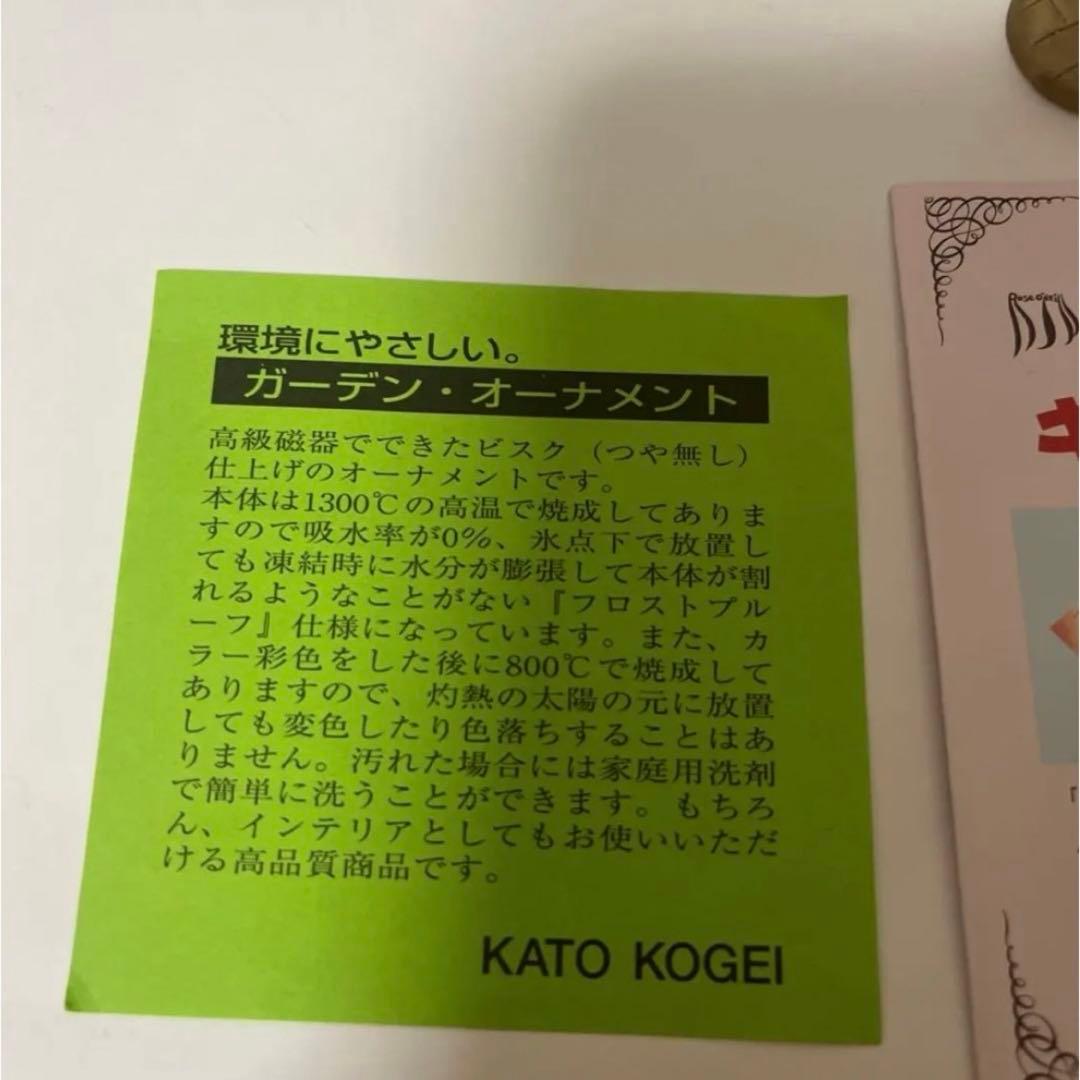 環境にやさしい。
ガーデン・オーナメント
高級磁器でできたビスク（つや無し）
仕上げのオーナメントです。
本体は1300℃の高温で焼成してありま
すので吸水率が0%、氷点下で放置し
ても凍結時に水分が膨張して本体が割
れるようなことがない『フロストプル
ーフ』仕様になっています。また、カ
ラー彩色をした後に800℃で焼成して
ありますので、灼熱の太陽の元に放置
しても変色したり色落ちすることはあ
りません。汚れた場合には家庭用洗剤
で簡単に洗うことができます。もちろ
ん、インテリアとしてもお使いいただ
ける高品質商品です。
KATO KOGEI